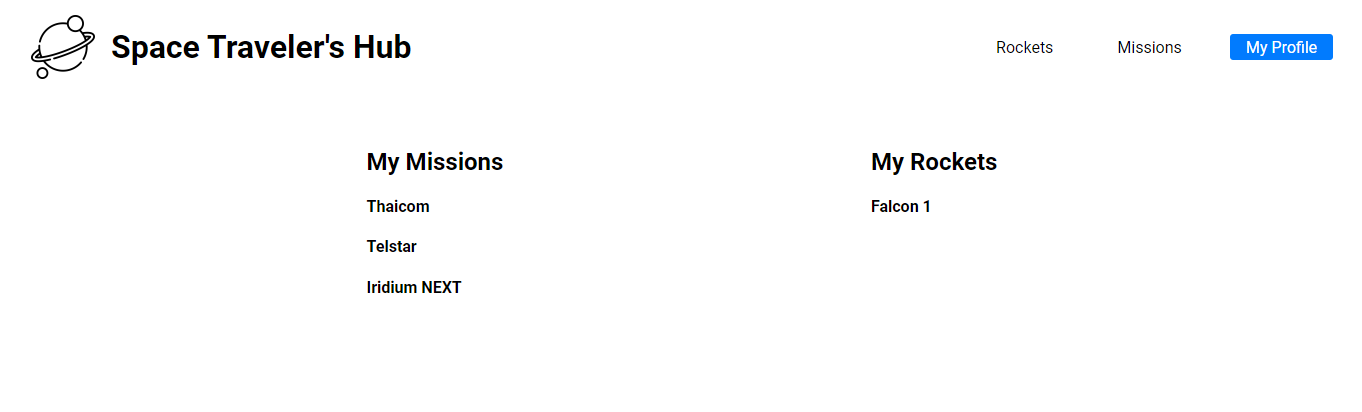 Space Traveler's Hub
Rockets
Missions
My Profile
My Missions
Thaicom
Telstar
Iridium NEXT
My Rockets
Falcon 1